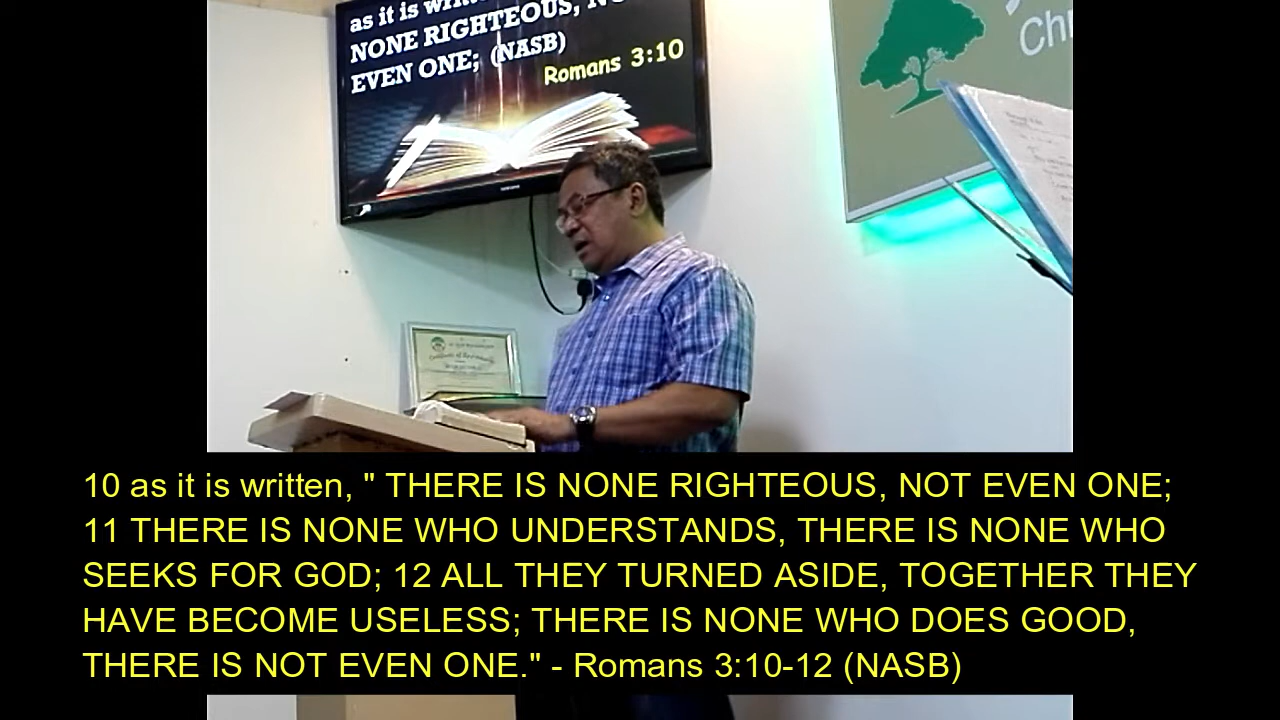 as it is
NONE RIGHTEOUS,
EVEN ONE; (NASB)
Romans 3:10
10 as it is written, " THERE IS NONE RIGHTEOUS, NOT EVEN ONE;
11 THERE IS NONE WHO UNDERSTANDS, THERE IS NONE WHO
SEEKS FOR GOD; 12 ALL THEY TURNED ASIDE, TOGETHER THEY
HAVE BECOME USELESS; THERE IS NONE WHO DOES GOOD,
THERE IS NOT EVEN ONE." - Romans 3:10-12 (NASB)